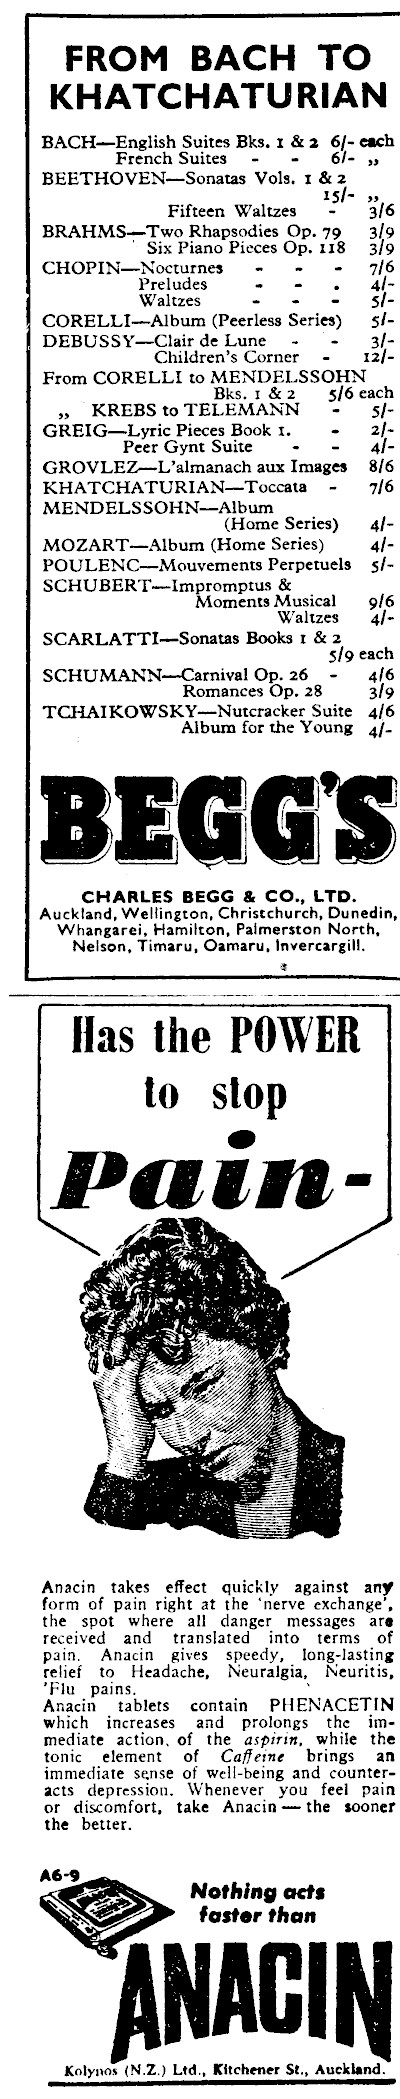 FROM BACH TO
KHATCHATURIAN
BACH—English Suites Bks. 1 & 2 6/- each
French Suites - - 6/- „
BEETHOVEN—Sonatas Vols. 1 & 2
15/- „
Fifteen Waltzes - 3/6
BRAHMS—Two Rhapsodies Op. 79 3/9
Six Piano Pieces Op. 118 3/9
CHOPIN—Nocturnes - - - 7/6
Preludes - - . 4/-
Waltzes - - - 5/-
CORELLI—Album (Peerless Series) 5/-
DEBUSSY—Clair de Lune - - 3/-
Children's Corner - 12/-
From CORELLI to MENDELSSOHN
Bks. 1 & 2 5/6 each
„ KREBS to TELEMANN - 5/-
GREIG—Lyric Pieces Book 1. - 2/-
Peer Gynt Suite - - 4/-
GROVLEZ—L'almanach aux Images 8/6
KHATCHATURIAN—Toccata - 7/6
MENDELSSOHN—Album
(Home Series) 4/-
MOZART—Album (Home Series) 4/-
POULENC—Mouvements Perpetuels 5/-
SCHUBERT—Impromptus &
Moments Musical 9/6
Waltzes 4/-
SCARLATTI—Sonatas Books 1 & 2
5/9 each
SCHUMANN—Carnival Op. 26 - 4/6
Romances Op. 28 3/9
TCHAIKOWSKY—Nutcracker Suite 4/6
Album for the Young 4/-
BEGG'S
CHARLES BEGG & CO., LTD.
Auckland, Wellington, Christchurch, Dunedin,
Whangarei, Hamilton, Palmerston North,
Nelson, Timaru, Oamaru, Invercargill.
Has the POWER
to stop
Pain-
Anacin takes effect quickly against any
form of pain right at the 'nerve exchange',
the spot where all danger messages are
received and translated into terms of
pain. Anacin gives speedy, long-lasting
relief to Headache, Neuralgia, Neuritis,
'Flu pains.
Anacin tablets contain PHENACETIN
which increases and prolongs the im-
mediate action of the aspirin, while the
tonic element of Caffeine brings an
immediate sense of well-being and counter-
acts depression. Whenever you feel pain
or discomfort, take Anacin — the sooner
the better.
A6-9
Nothing acts
faster than
ANACIN
Kolynos (N.Z.) Ltd., Kitchener St., Auckland.